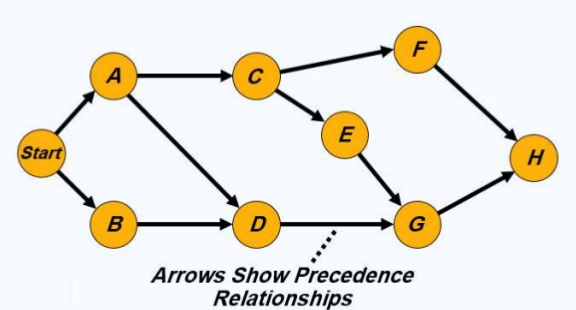 F
A
C
E
Start
H
B
D
G
Arrows Show Precedence
Relationships